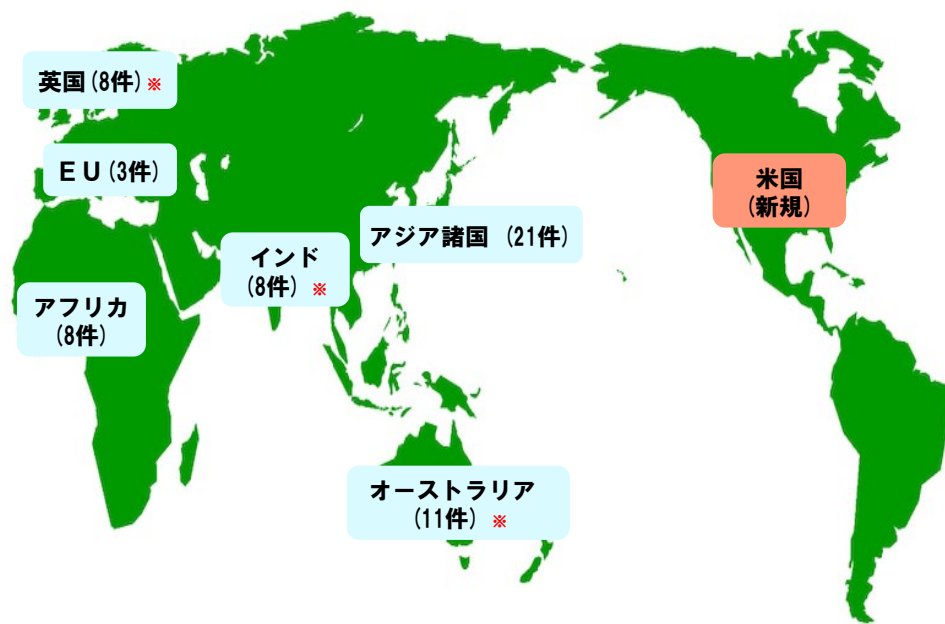 英国(8件)※
ＥＵ(3件)
米国
(新規)
アジア諸国 (21件)
インド
(8件) ※
アフリカ
(8件)
オーストラリア
(11件) ※